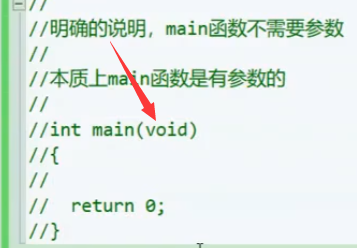 //
//明确的说明，main函数不需要参数
//
//本质上main函数是有参数的
//
//int main(void)
//{
//
//  return 0;
//}